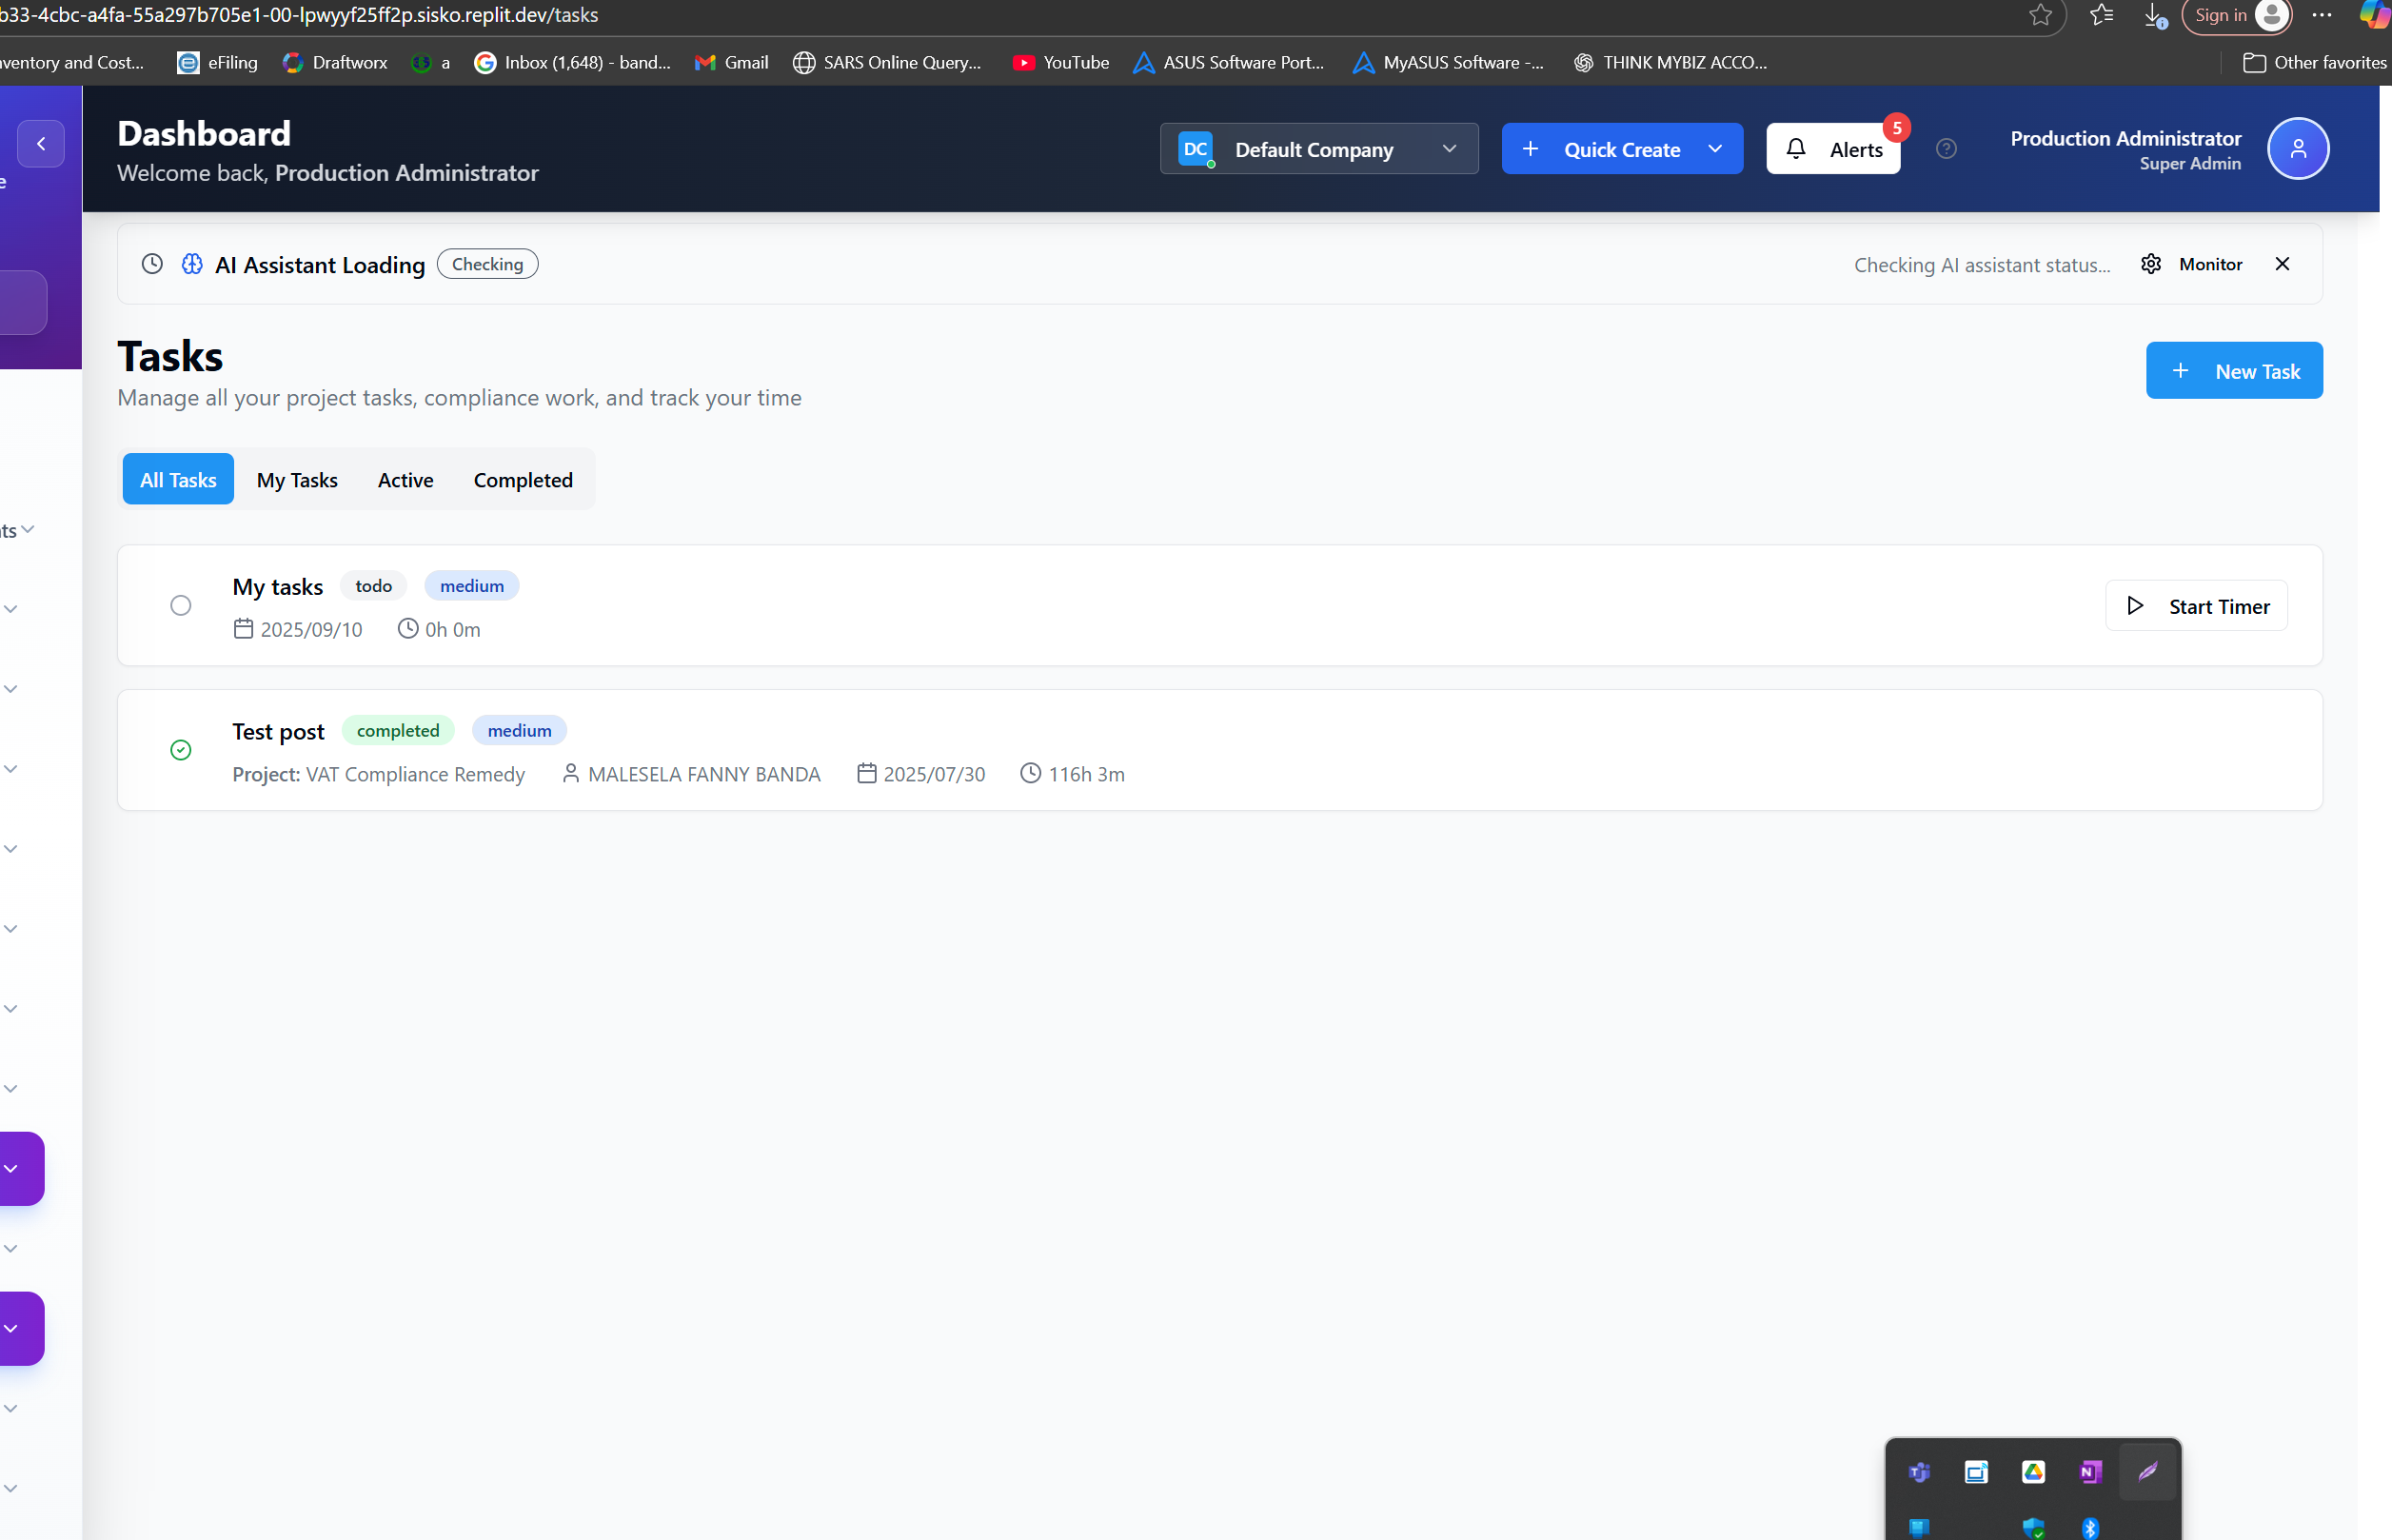 b33-4cbc-a4fa-55a297b705e1-00-lpwyyf25ff2p.sisko.replit.dev/tasks
Sign in
nventory and Cost... eFiling Draftworx a Inbox (1,648) - band... Gmail SARS Online Query... YouTube ASUS Software Port... MyASUS Software -... THINK MYBIZ ACCO... Other favorites
Dashboard
Welcome back, Production Administrator
DC Default Company
Quick Create
Alerts 5
Production Administrator
Super Admin
e
AI Assistant Loading Checking
Checking AI assistant status... Monitor
Tasks
Manage all your project tasks, compliance work, and track your time
New Task
All Tasks My Tasks Active Completed
nts
My tasks todo medium
2025/09/10 0h 0m
Start Timer
Test post completed medium
Project: VAT Compliance Remedy MALESELA FANNY BANDA 2025/07/30 116h 3m